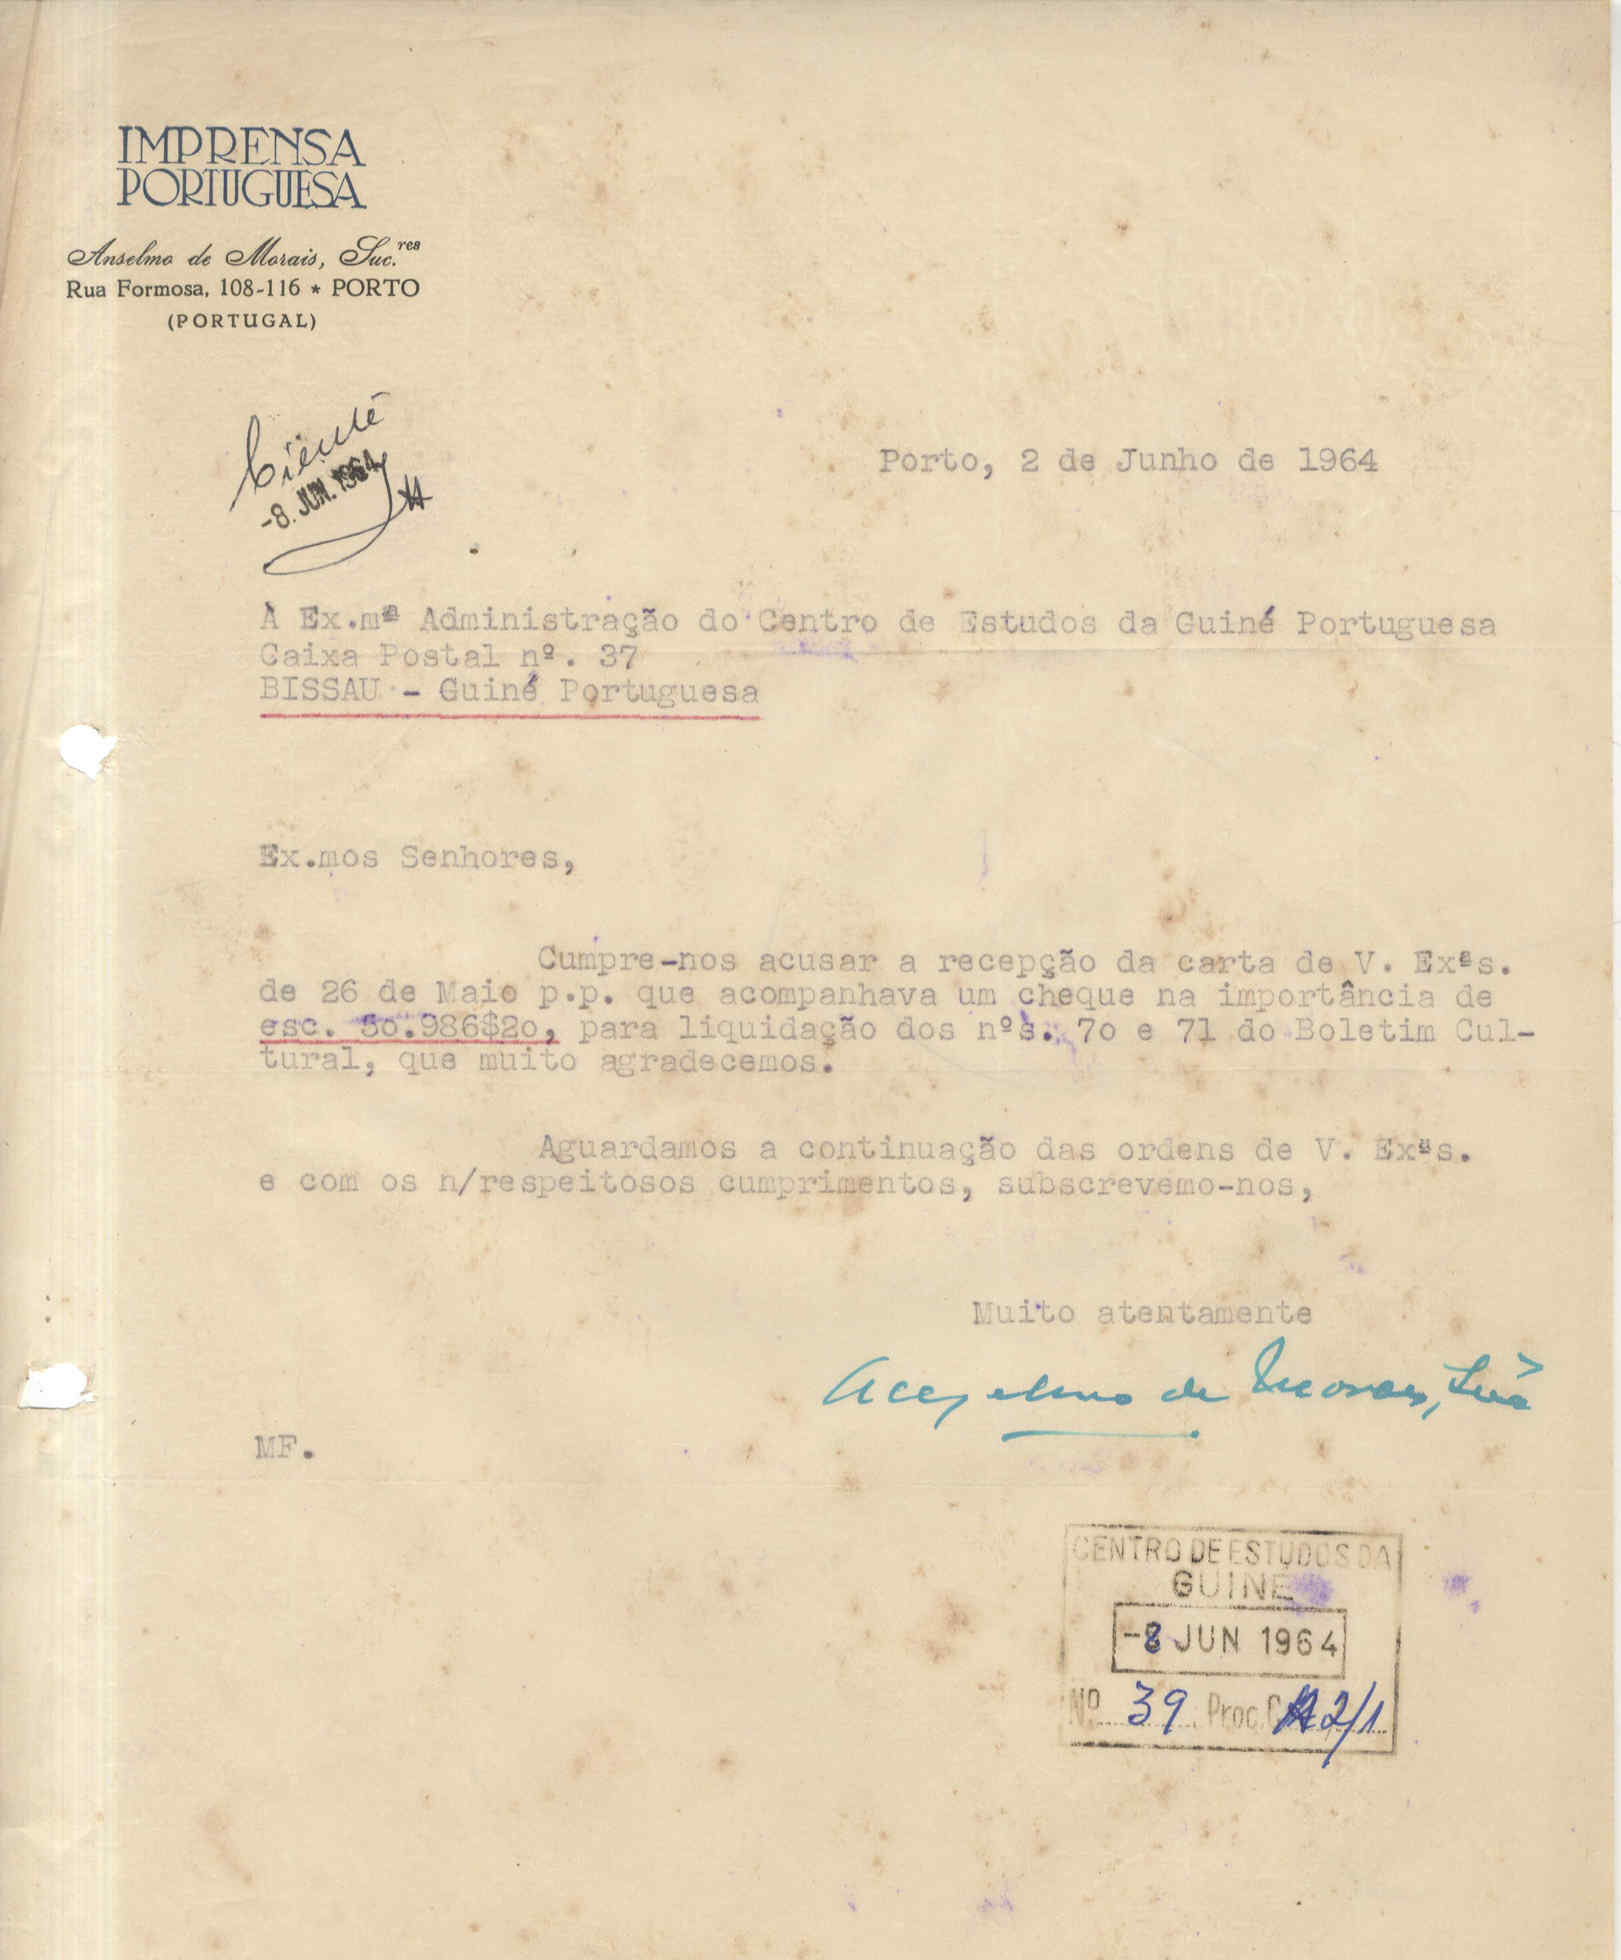 IMPRENSA
PORTUGUESA
Anselmo de Morais, Suc.res
Rua Formosa, 108-116 * PORTO
(PORTUGAL)
Ciente
-8. JUN. 1964
Porto, 2 de Junho de 1964
À Ex.mª Administração do Centro de Estudos da Guiné Portuguesa
Caixa Postal nº. 37
BISSAU - Guiné Portuguesa
Ex.mos Senhores,
Cumpre-nos acusar a recepção da carta de V. Exªs.
de 26 de Maio p.p. que acompanhava um cheque na importância de
esc. 5o.986$2o, para liquidação dos nºs. 7o e 71 do Boletim Cul-
tural, que muito agradecemos.
Aguardamos a continuação das ordens de V. Exªs.
e com os n/respeitosos cumprimentos, subscrevemo-nos,
Muito atentamente
Anselmo de Morais,
MF.
CENTRO DE ESTUDOS DA
GUINÉ
-8 JUN 1964
Nº 39 Proc. 2/1